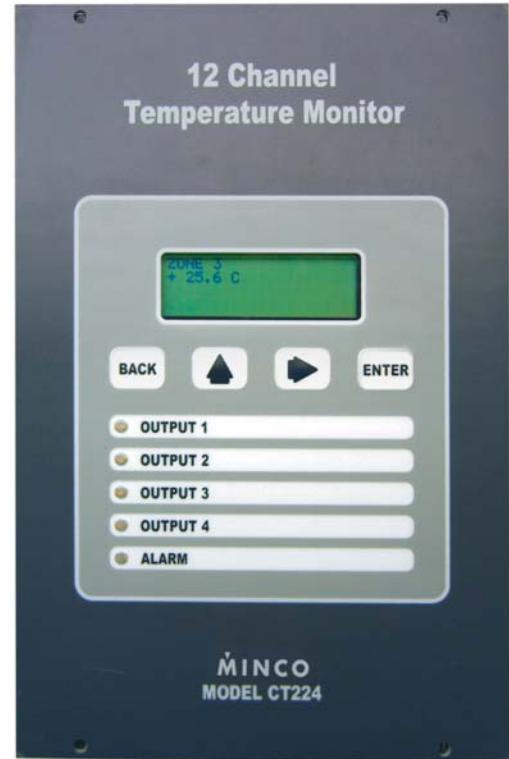 12 Channel
Temperature Monitor
ZONE 3
+ 25.6 C
BACK
ENTER
OUTPUT 1
OUTPUT 2
OUTPUT 3
OUTPUT 4
ALARM
MINCO
MODEL CT224